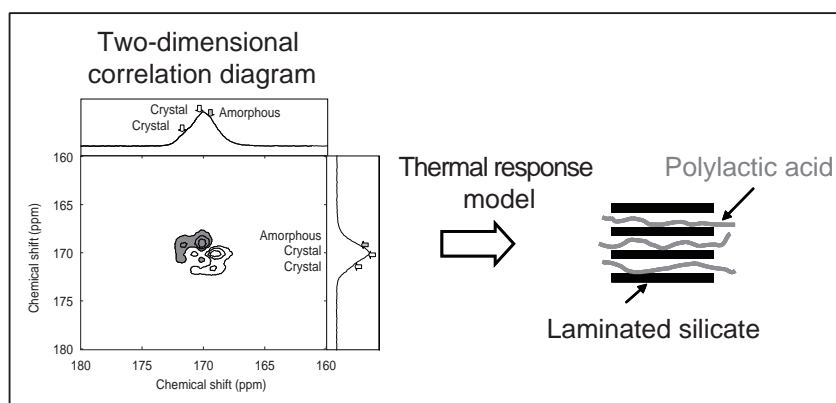 Two-dimensional
correlation diagram
Crystal
Amorphous
Crystal
160
165
170
175
180
Chemical shift (ppm)
Amorphous
Crystal
Crystal
180
175
170
165
160
Chemical shift (ppm)
Thermal response
model
Polylactic acid
Laminated silicate